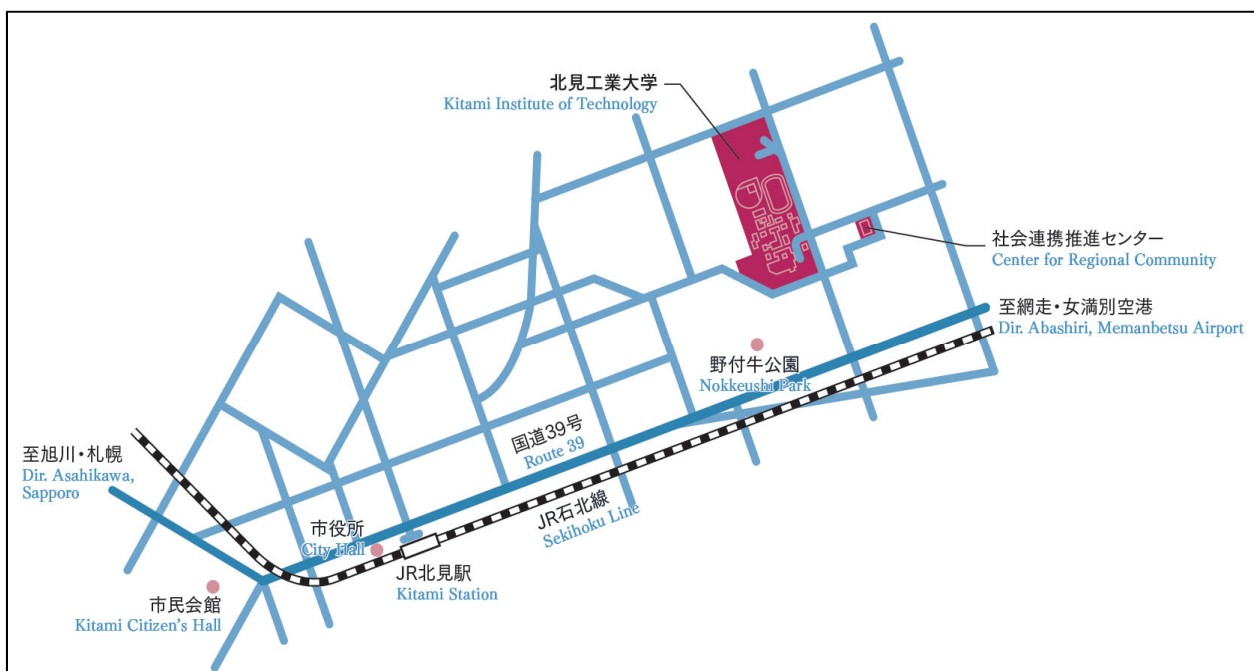 北見工業大学
Kitami Institute of Technology
社会連携推進センター
Center for Regional Community
至網走・女満別空港
Dir. Abashiri, Memanbetsu Airport
野付牛公園
Nokkeushi Park
国道39号
Route 39
至旭川・札幌
Dir. Asahikawa,
Sapporo
JR石北線
Sekihoku Line
市役所
City Hall
JR北見駅
Kitami Station
市民会館
Kitami Citizen's Hall